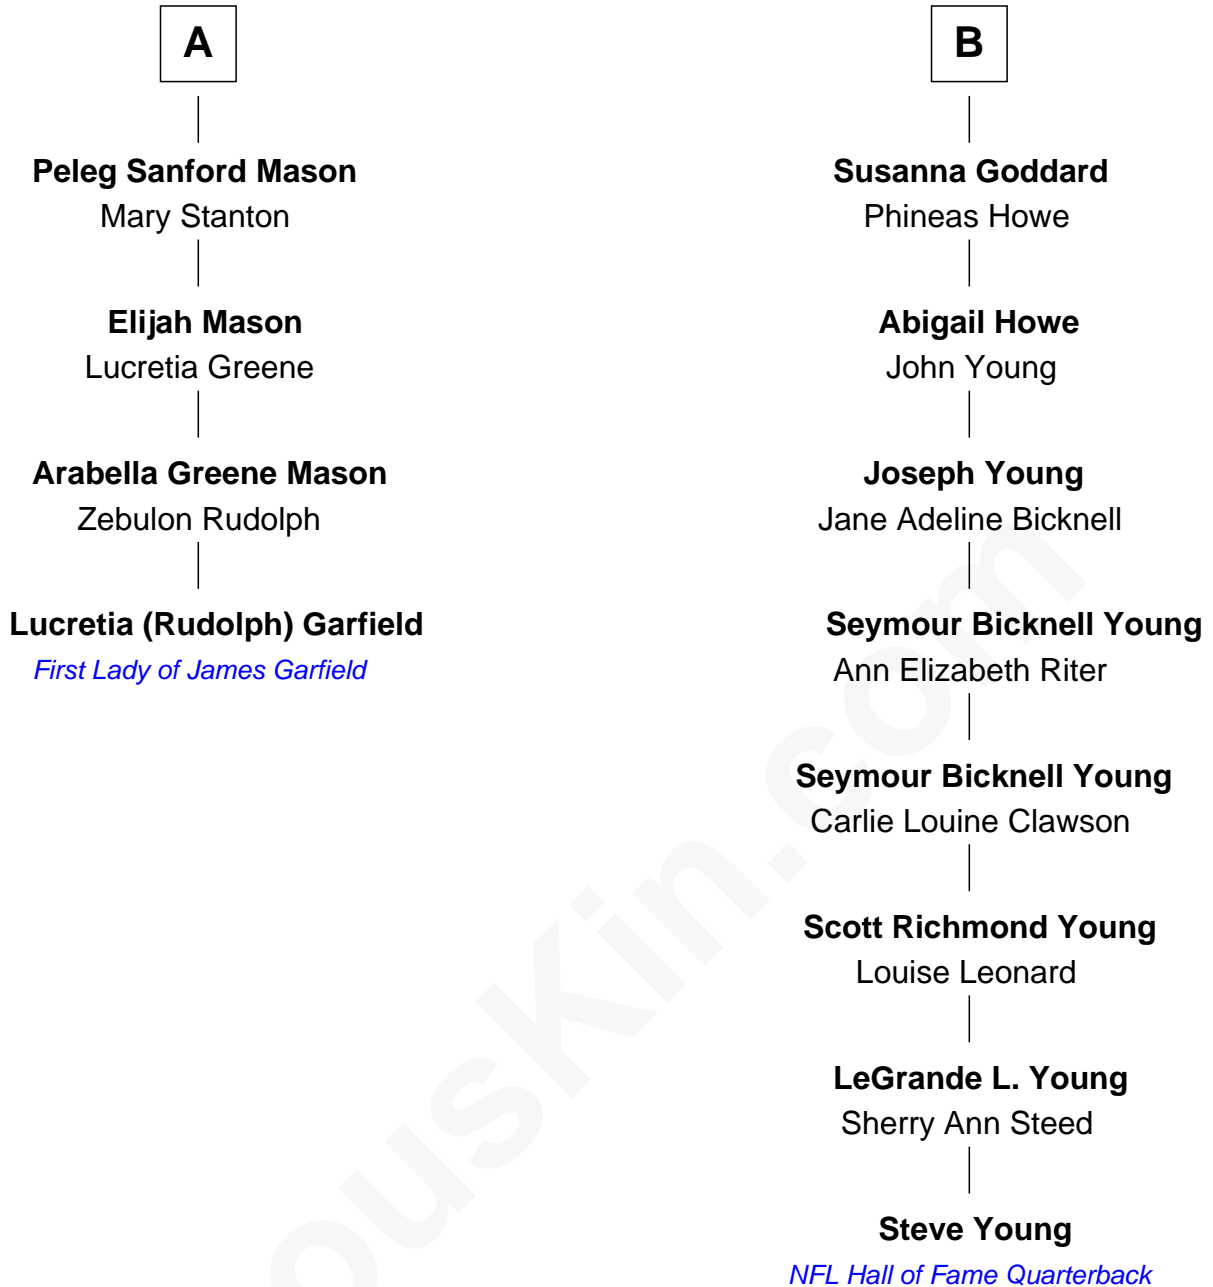 A
Peleg Sanford Mason
Mary Stanton
Elijah Mason
Lucretia Greene
Arabella Greene Mason
Zebulon Rudolph
Lucretia (Rudolph) Garfield
First Lady of James Garfield
B
Susanna Goddard
Phineas Howe
Abigail Howe
John Young
Joseph Young
Jane Adeline Bicknell
Seymour Bicknell Young
Ann Elizabeth Riter
Seymour Bicknell Young
Carlie Louine Clawson
Scott Richmond Young
Louise Leonard
LeGrande L. Young
Sherry Ann Steed
Steve Young
NFL Hall of Fame Quarterback
ousKin.com